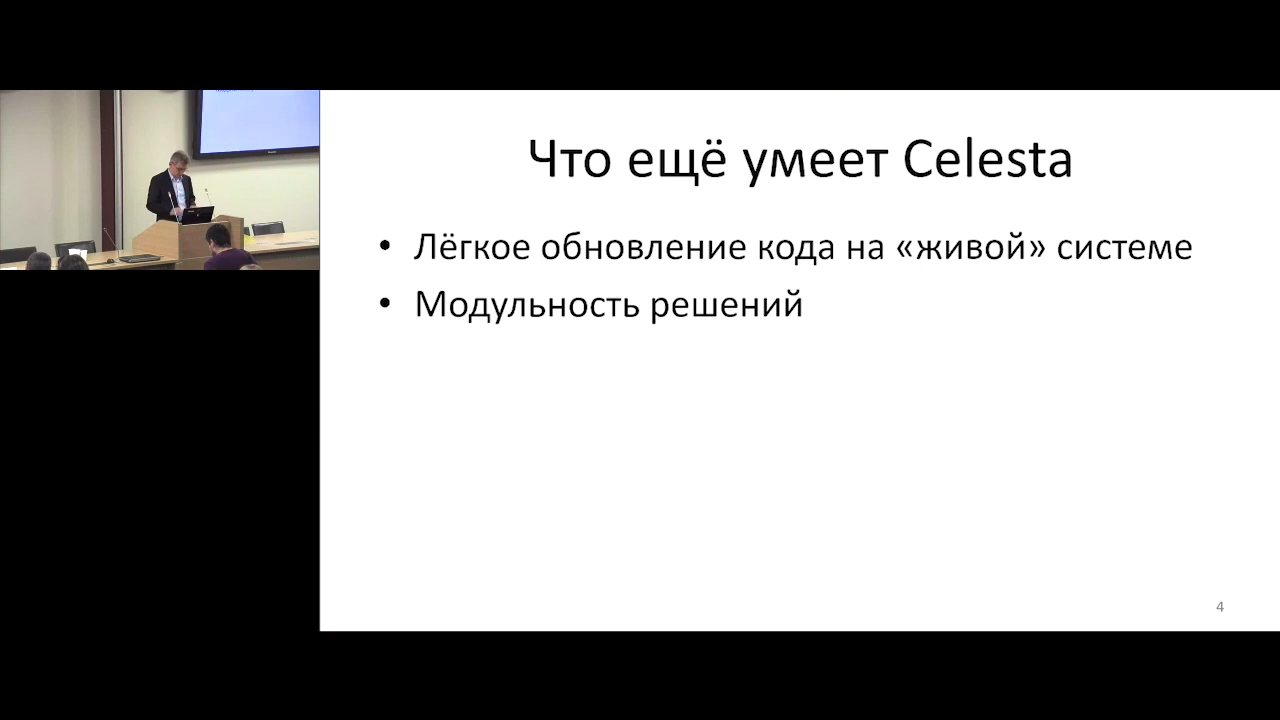 Что ещё умеет Celesta
• Лёгкое обновление кода на «живой» системе
• Модульность решений
4